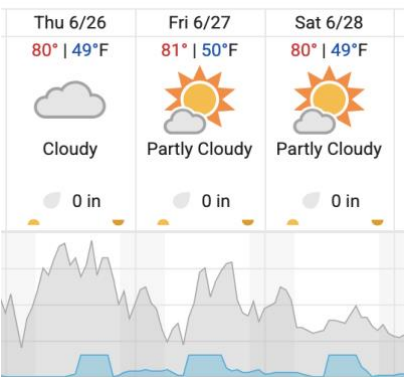 Thu 6/26 Fri 6/27 Sat 6/28
80° | 49°F 81° | 50°F 80° | 49°F
Cloudy Partly Cloudy Partly Cloudy
0 in 0 in 0 in